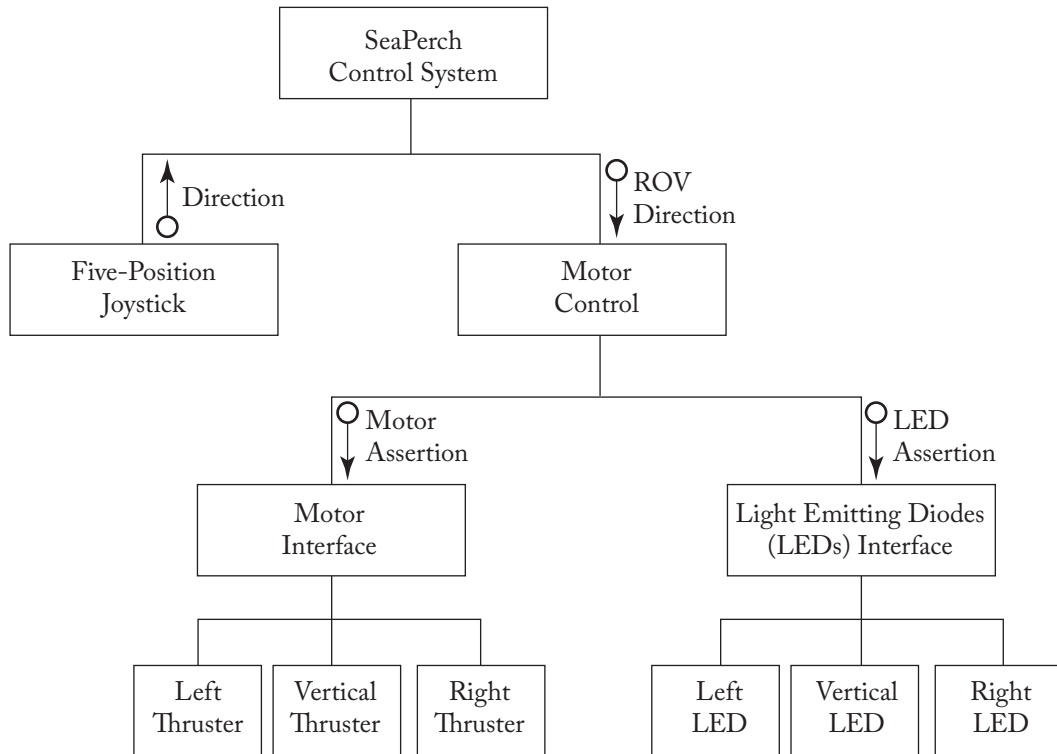 SeaPerch
Control System
Direction
ROV
Direction
Five-Position
Joystick
Motor
Control
Motor
Assertion
LED
Assertion
Motor
Interface
Light Emitting Diodes
(LEDs) Interface
Left
Thruster
Vertical
Thruster
Right
Thruster
Left
LED
Vertical
LED
Right
LED